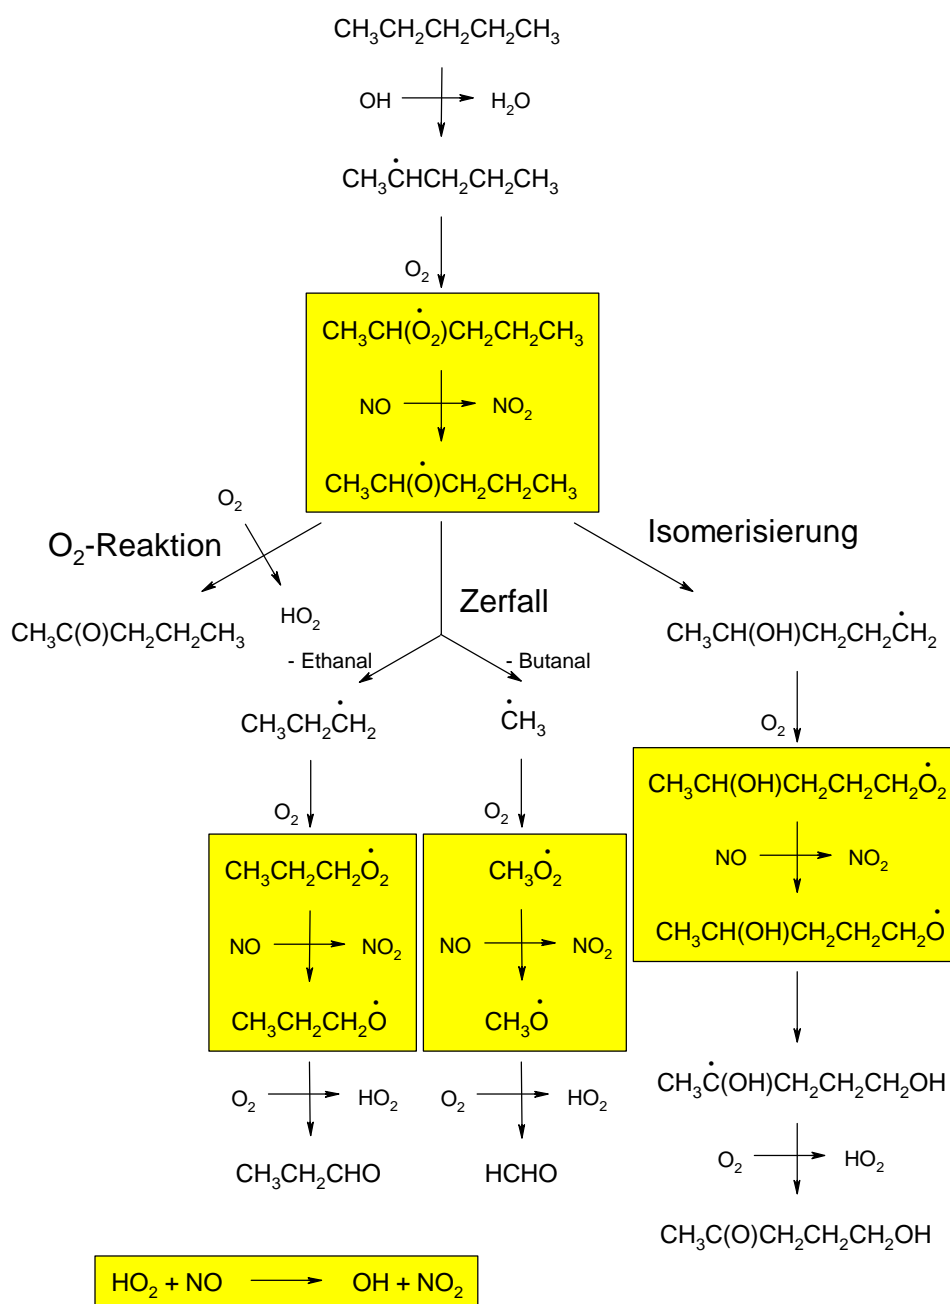 CH₃CH₂CH₂CH₂CH₃
OH → H₂O
CH₃ĊHCH₂CH₂CH₃
O₂
CH₃CH(Ȯ₂)CH₂CH₂CH₃
NO → NO₂
CH₃CH(Ȯ)CH₂CH₂CH₃
O₂
O₂-Reaktion
HO₂
CH₃C(O)CH₂CH₂CH₃
Zerfall
- Ethanal
- Butanal
Isomerisierung
CH₃CH(OH)CH₂CH₂ĊH₂
CH₃CH₂ĊH₂
O₂
CH₃CH₂CH₂Ȯ₂
NO → NO₂
CH₃CH₂CH₂Ȯ
O₂ → HO₂
CH₃CH₂CHO
ĊH₃
O₂
CH₃Ȯ₂
NO → NO₂
CH₃Ȯ
O₂ → HO₂
HCHO
O₂
CH₃CH(OH)CH₂CH₂CH₂Ȯ₂
NO → NO₂
CH₃CH(OH)CH₂CH₂CH₂Ȯ
CH₃Ċ(OH)CH₂CH₂CH₂OH
O₂ → HO₂
CH₃C(O)CH₂CH₂CH₂OH
HO₂ + NO → OH + NO₂